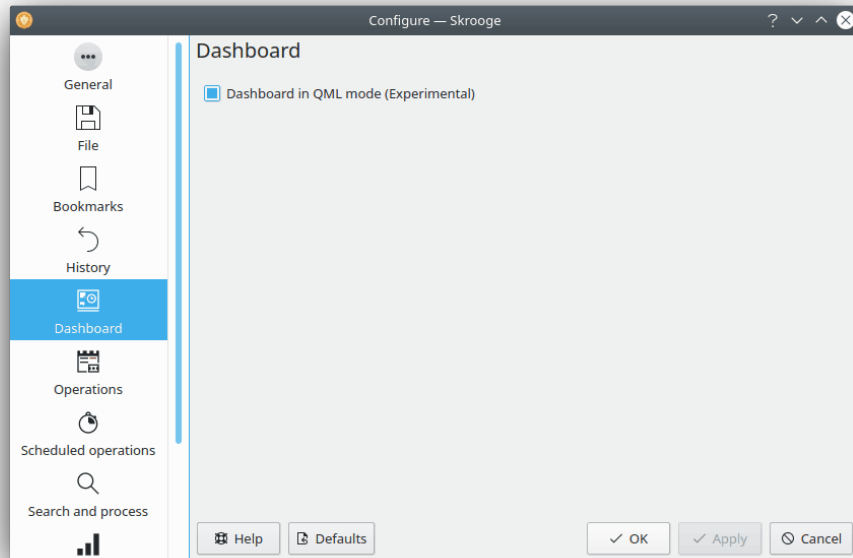 Configure — Skrooge
General
File
Bookmarks
History
Dashboard
Operations
Scheduled operations
Search and process
Dashboard
Dashboard in QML mode (Experimental)
Help
Defaults
OK
Apply
Cancel